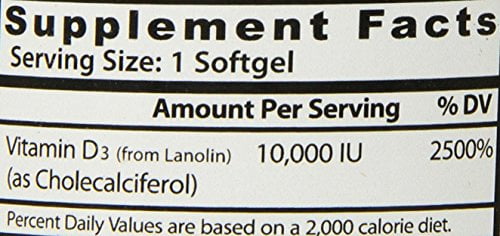 Supplement Facts
Serving Size: 1 Softgel
Amount Per Serving % DV
Vitamin D3 (from Lanolin) 10,000 IU 2500%
(as Cholecalciferol)
Percent Daily Values are based on a 2,000 calorie diet.